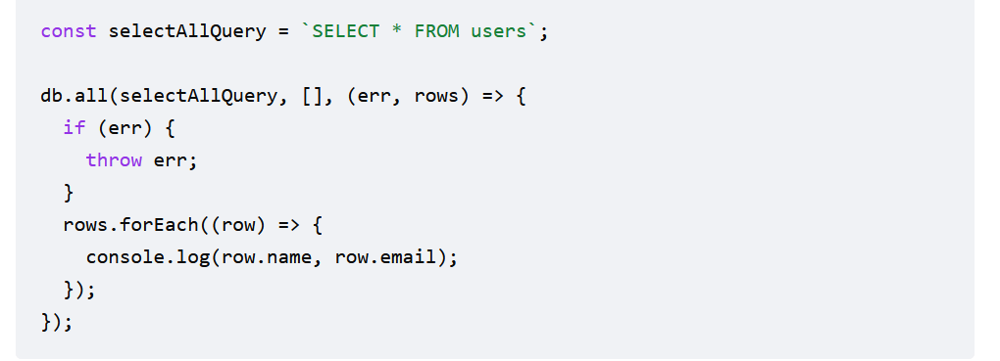 const selectAllQuery = `SELECT * FROM users`;

db.all(selectAllQuery, [], (err, rows) => {
  if (err) {
    throw err;
  }
  rows.forEach((row) => {
    console.log(row.name, row.email);
  });
});